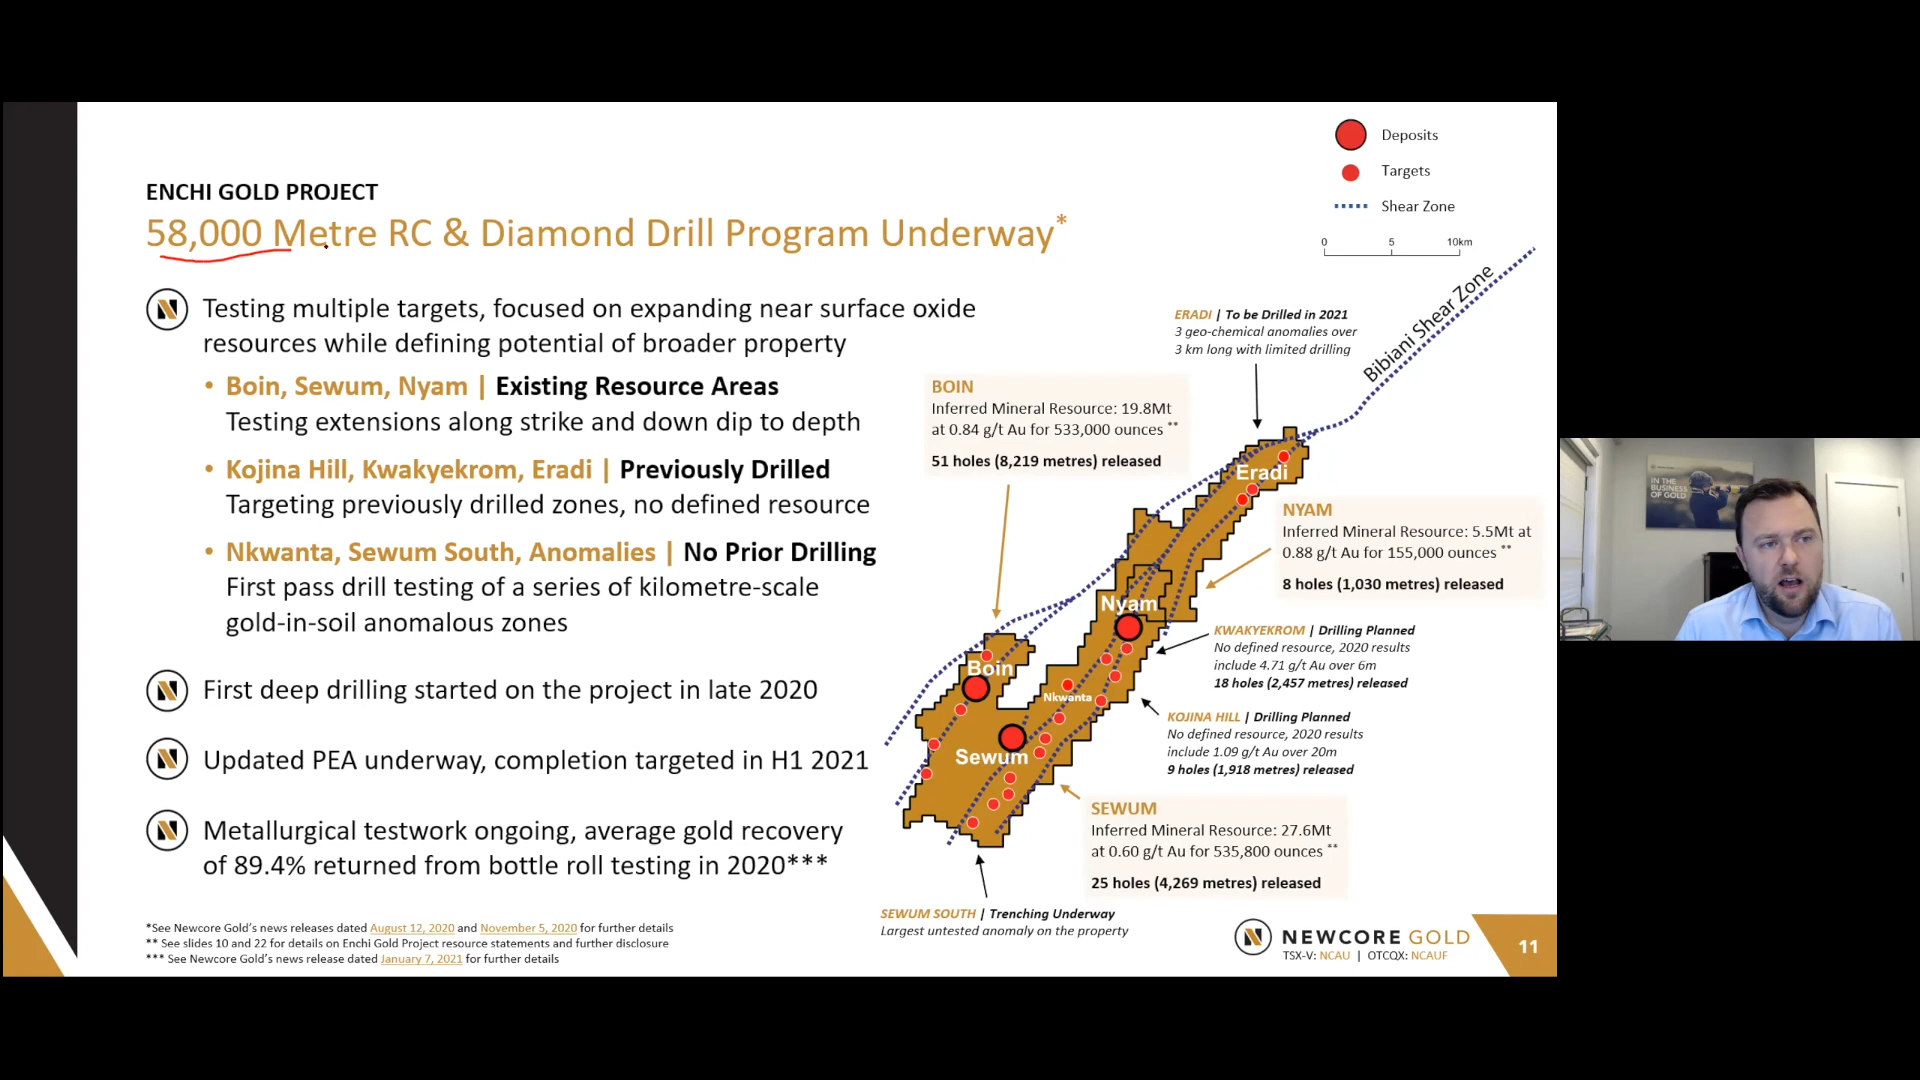 ENCHI GOLD PROJECT
58,000 Metre RC & Diamond Drill Program Underway*
Testing multiple targets, focused on expanding near surface oxide
resources while defining potential of broader property
• Boin, Sewum, Nyam | Existing Resource Areas
Testing extensions along strike and down dip to depth
• Kojina Hill, Kwakyekrom, Eradi | Previously Drilled
Targeting previously drilled zones, no defined resource
• Nkwanta, Sewum South, Anomalies | No Prior Drilling
First pass drill testing of a series of kilometre-scale
gold-in-soil anomalous zones
First deep drilling started on the project in late 2020
Updated PEA underway, completion targeted in H1 2021
Metallurgical testwork ongoing, average gold recovery
of 89.4% returned from bottle roll testing in 2020***
*See Newcore Gold's news releases dated August 12, 2020 and November 5, 2020 for further details
** See slides 10 and 22 for details on Enchi Gold Project resource statements and further disclosure
*** See Newcore Gold's news release dated January 7, 2021 for further details
Deposits
Targets
Shear Zone
0 5 10km
Bibiani Shear Zone
ERADI | To be Drilled in 2021
3 geo-chemical anomalies over
3 km long with limited drilling
BOIN
Inferred Mineral Resource: 19.8Mt
at 0.84 g/t Au for 533,000 ounces **
51 holes (8,219 metres) released
Eradi
NYAM
Inferred Mineral Resource: 5.5Mt at
0.88 g/t Au for 155,000 ounces **
8 holes (1,030 metres) released
Nyam
KWAKYEKROM | Drilling Planned
No defined resource, 2020 results
include 4.71 g/t Au over 6m
18 holes (2,457 metres) released
Boin
Nkwanta
KOJINA HILL | Drilling Planned
No defined resource, 2020 results
include 1.09 g/t Au over 20m
9 holes (1,918 metres) released
Sewum
SEWUM
Inferred Mineral Resource: 27.6Mt
at 0.60 g/t Au for 535,800 ounces **
25 holes (4,269 metres) released
SEWUM SOUTH | Trenching Underway
Largest untested anomaly on the property
NEWCORE GOLD
TSX-V: NCAU | OTCQX: NCAUF
11
IN THE
BUSINESS
OF GOLD